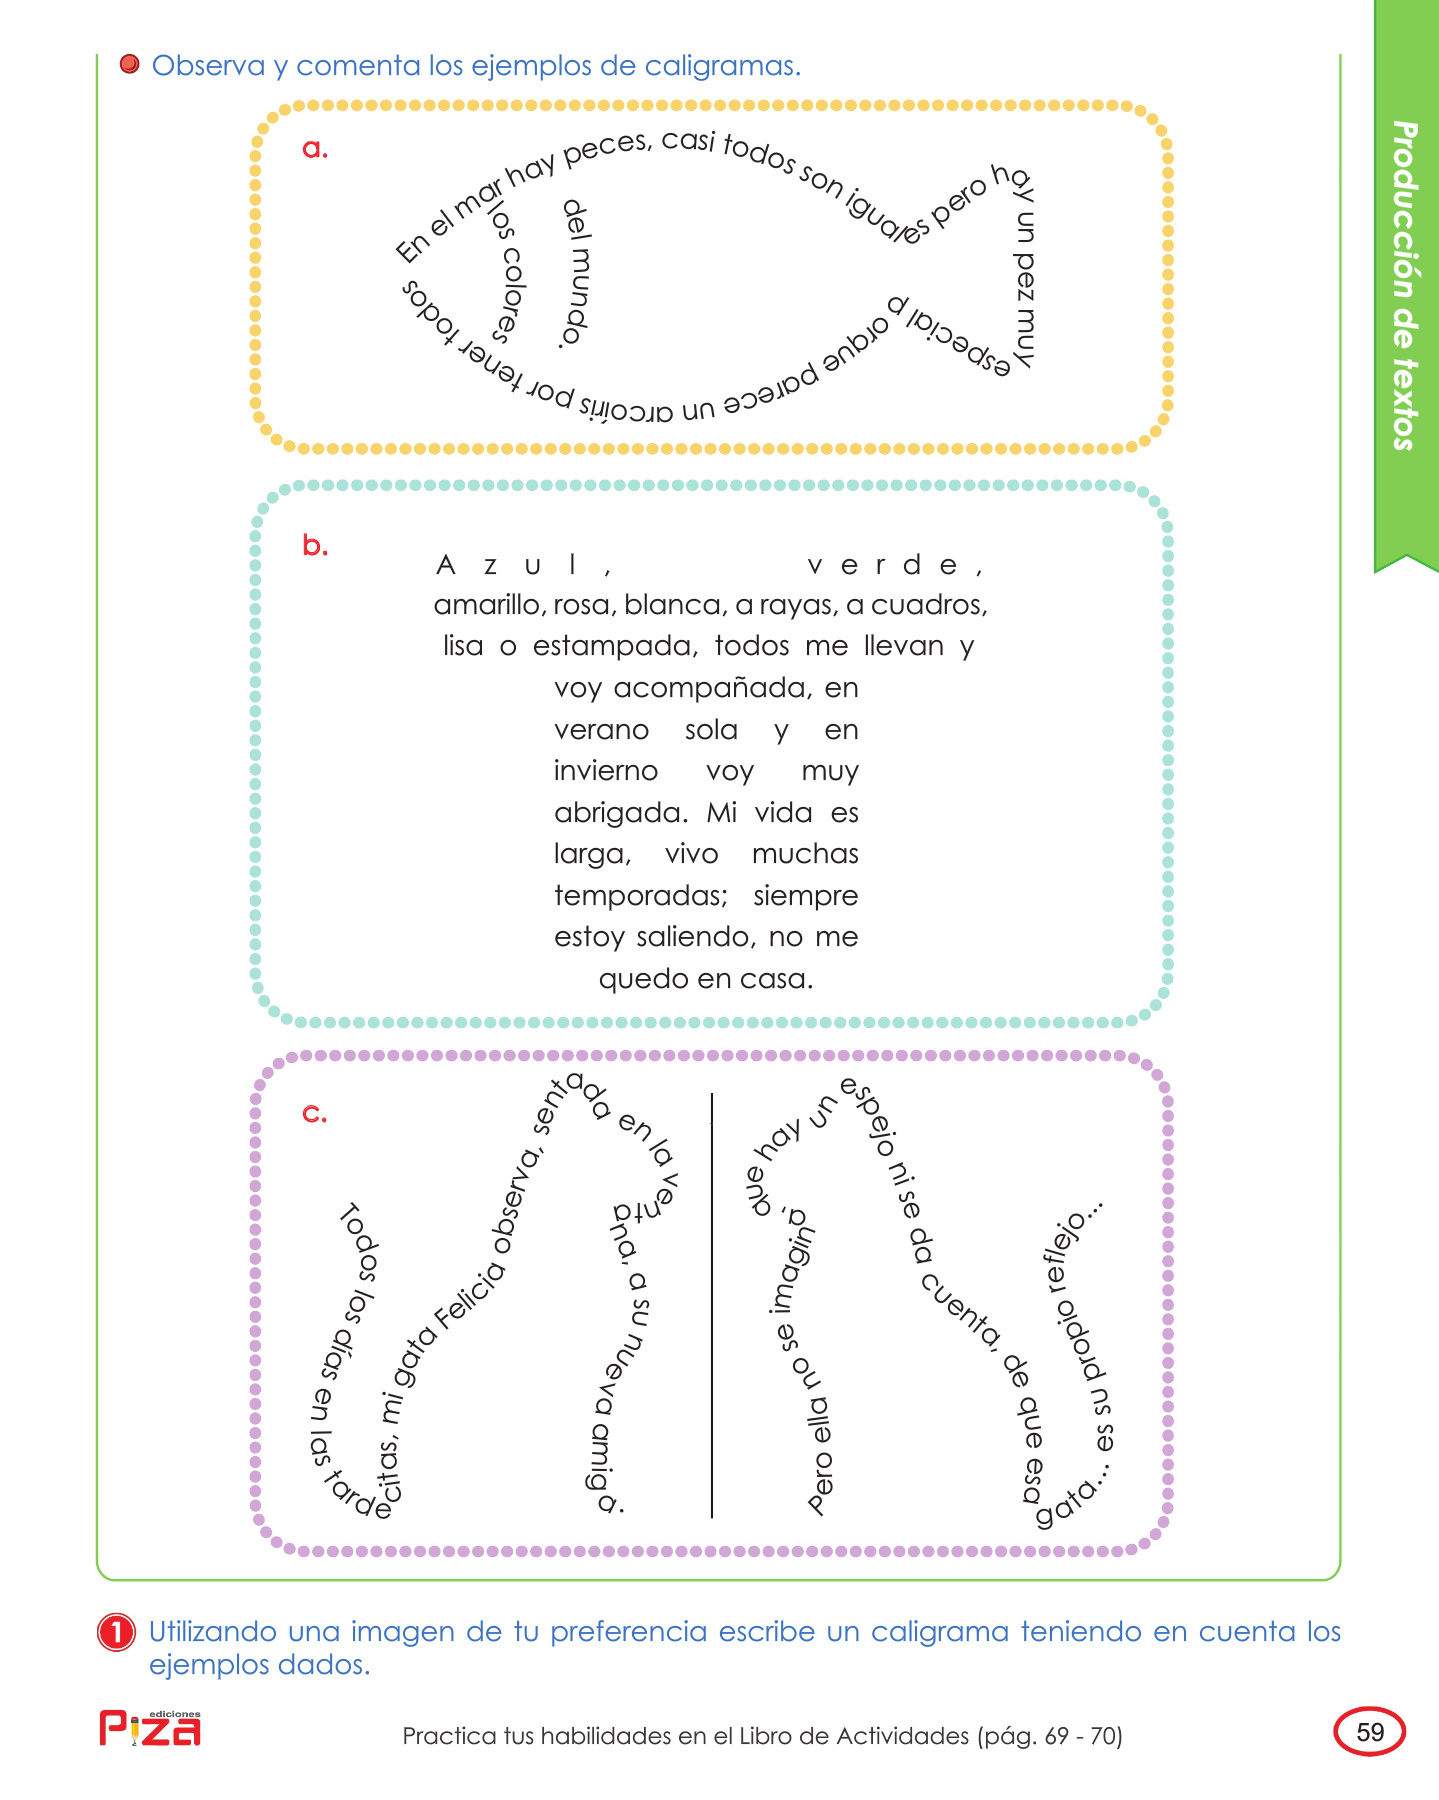 Observa y comenta los ejemplos de caligramas.
Producción de textos
a.
En el mar hay peces, casi todos son iguales pero hay un pez muy especial porque parece un arcoíris por tener todos
los colores
del mundo.
b.
Azul, verde,
amarillo, rosa, blanca, a rayas, a cuadros,
lisa o estampada, todos me llevan y
voy acompañada, en
verano sola y en
invierno voy muy
abrigada. Mi vida es
larga, vivo muchas
temporadas; siempre
estoy saliendo, no me
quedo en casa.
c.
Todos los días en las tardecitas, mi gata Felicia observa, sentada en la ventana, a su nueva amiga.
Pero ella no se imagina, que hay un espejo ni se da cuenta, de que esa gata... es su propio reflejo...
1 Utilizando una imagen de tu preferencia escribe un caligrama teniendo en cuenta los
ejemplos dados.
ediciones
Piza
Practica tus habilidades en el Libro de Actividades (pág. 69 - 70)
59